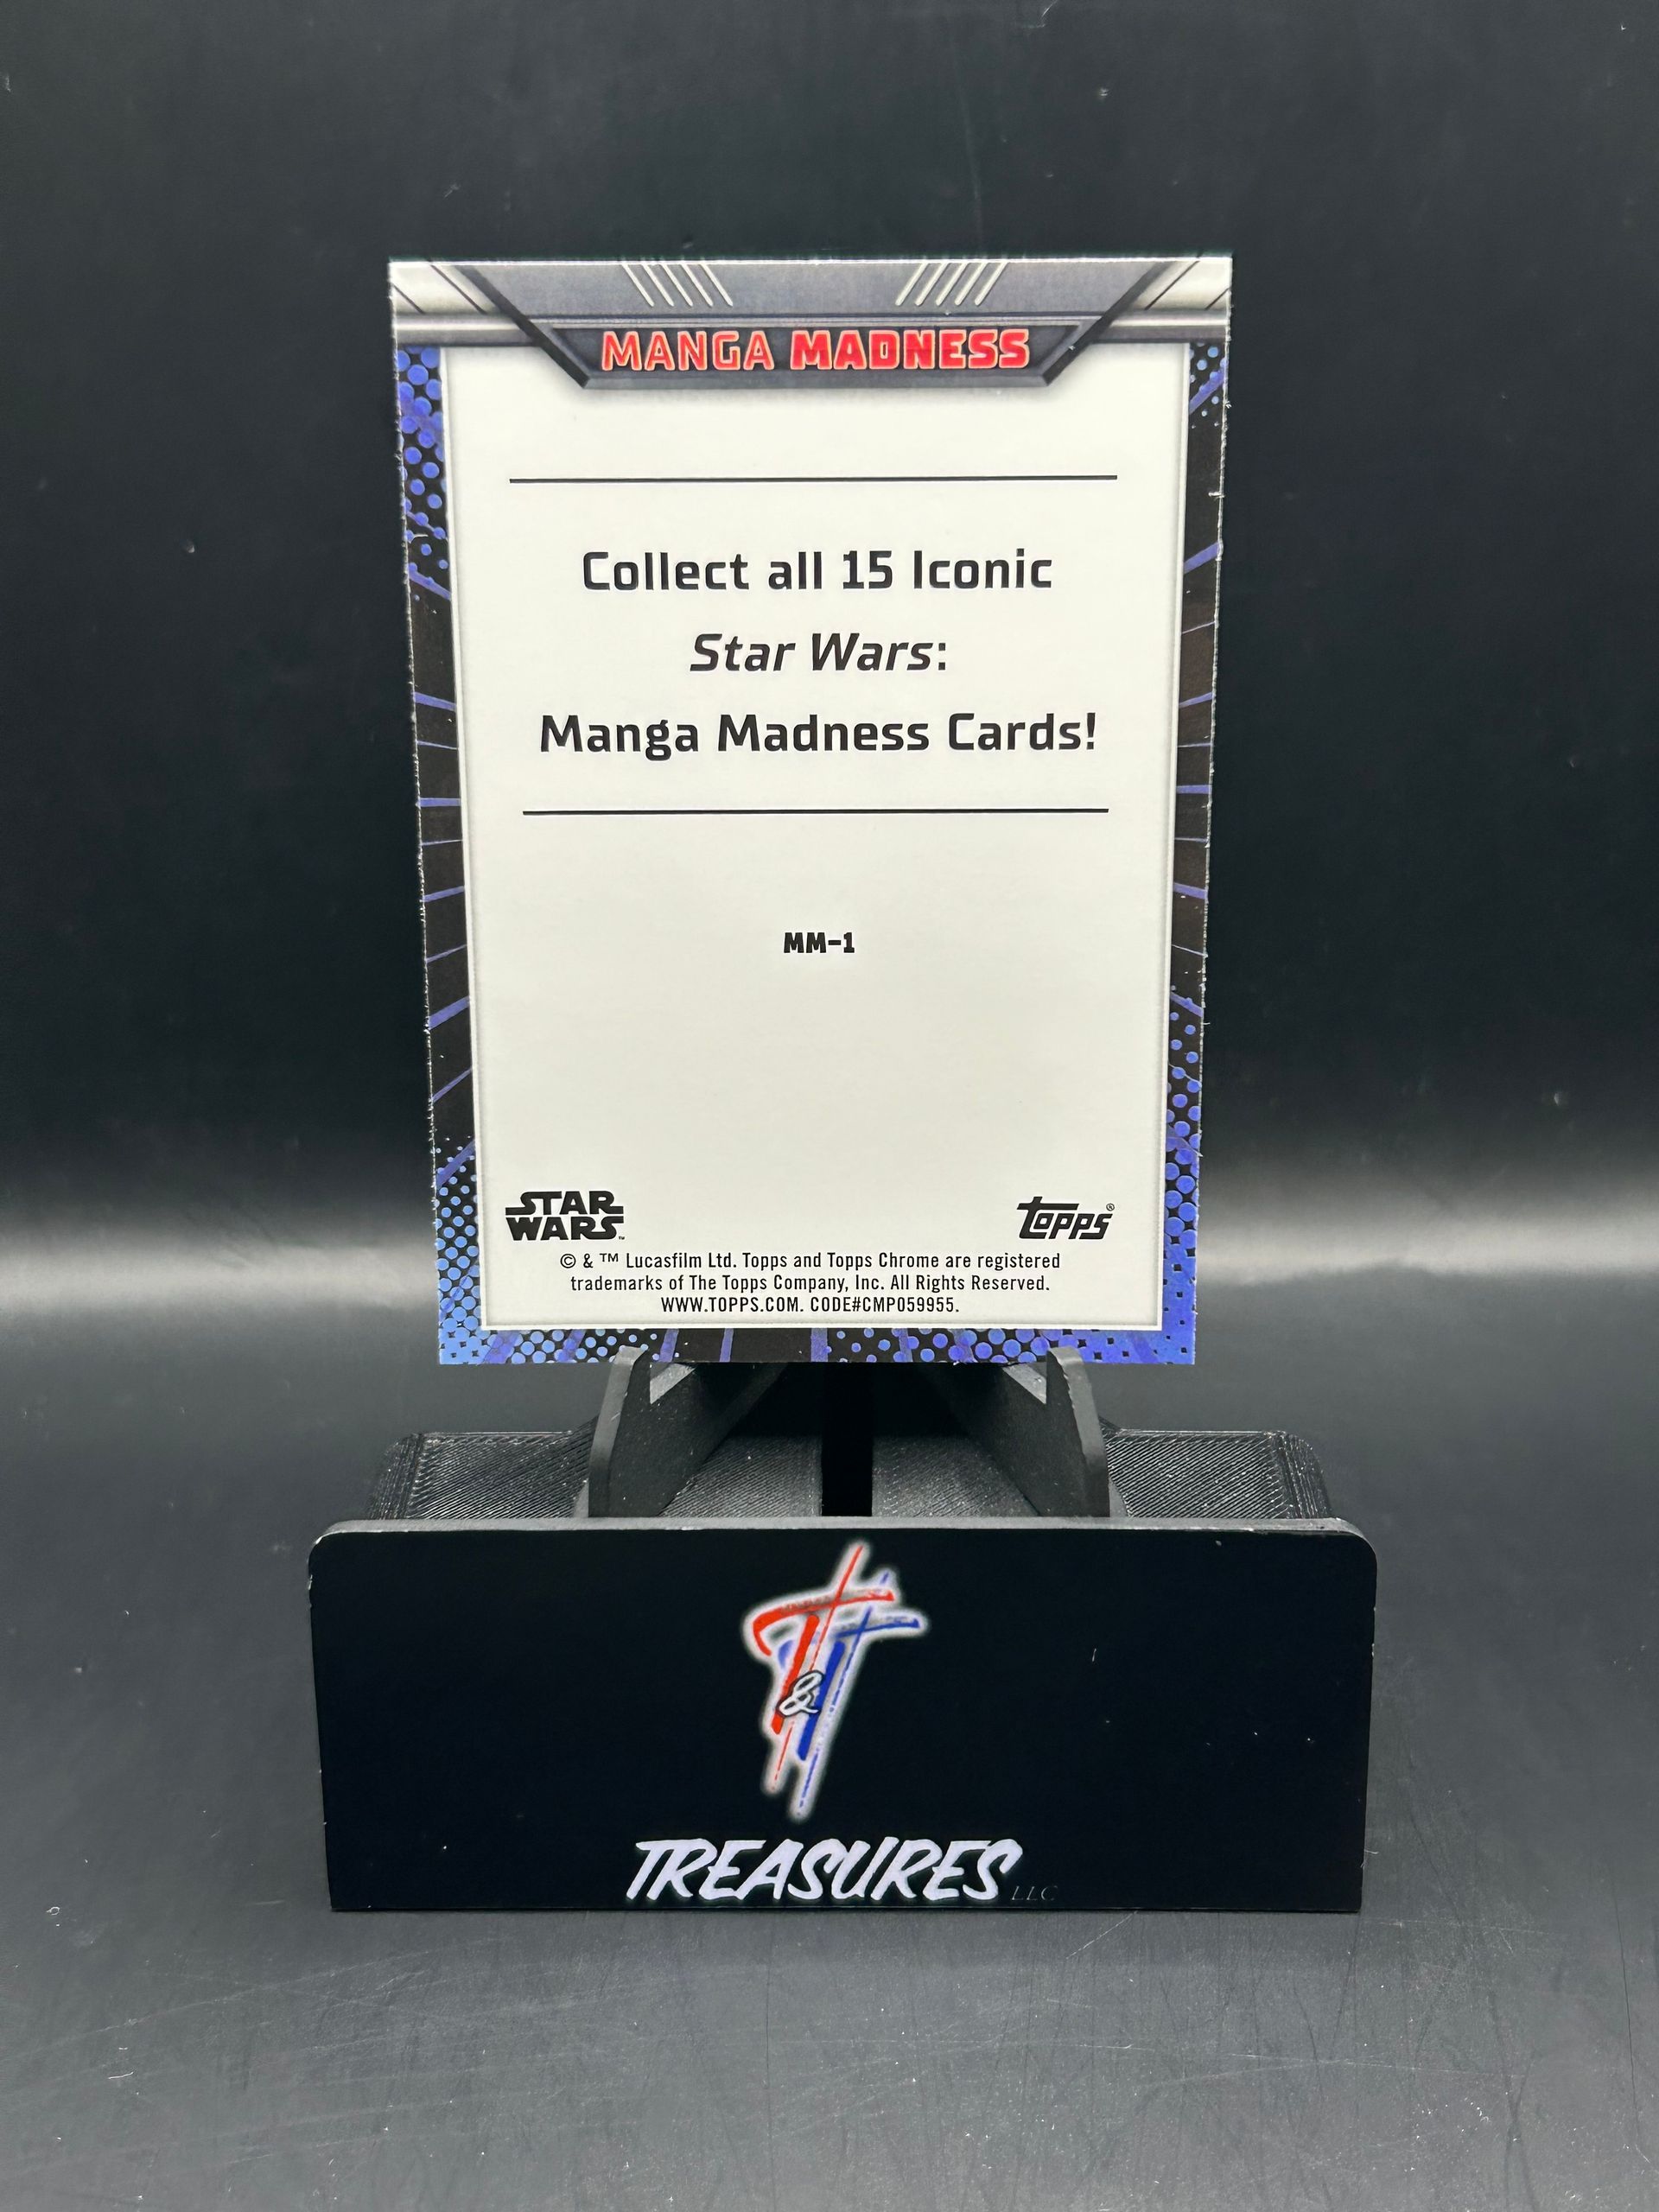 MANGA MADNESS
Collect all 15 Iconic
Star Wars:
Manga Madness Cards!
MM-1
STAR
WARS™
Topps®
© & ™ Lucasfilm Ltd. Topps and Topps Chrome are registered
trademarks of The Topps Company, Inc. All Rights Reserved.
WWW.TOPPS.COM. CODE#CMP059955.
T&T
TREASURES LLC